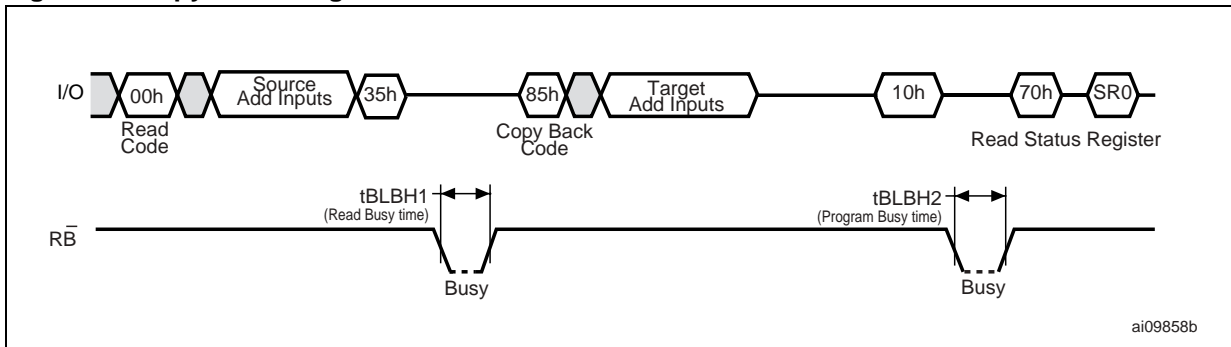 I/O
00h
Source
Add Inputs
35h
85h
Target
Add Inputs
10h
70h
SR0
Read
Code
Copy Back
Code
Read Status Register
tBLBH1
(Read Busy time)
tBLBH2
(Program Busy time)
RB̅
Busy
Busy
ai09858b